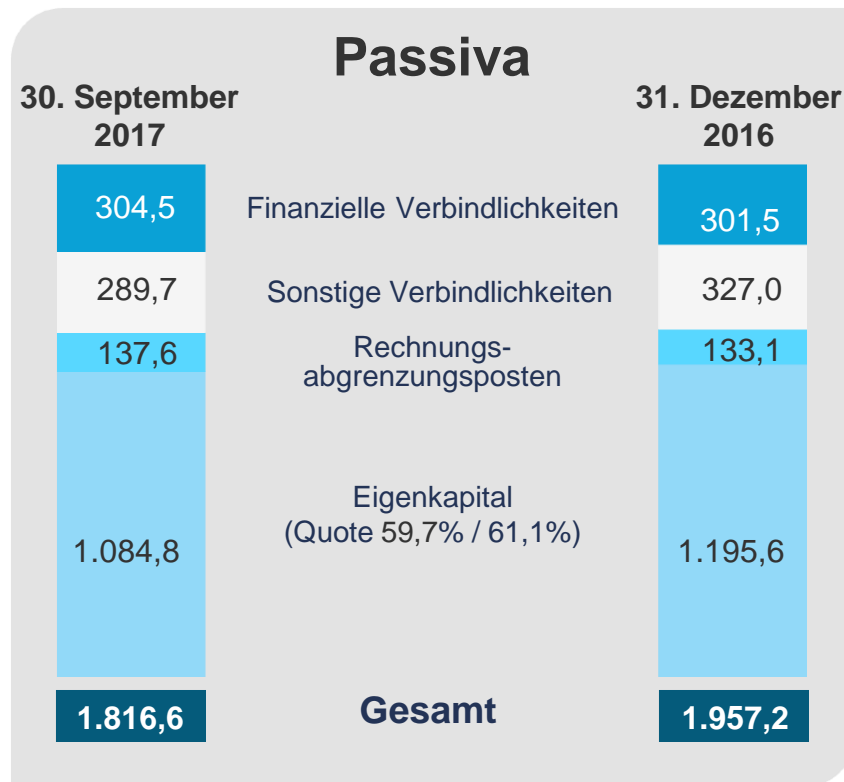 Passiva
30. September
2017
31. Dezember
2016
304,5
Finanzielle Verbindlichkeiten
301,5
289,7
Sonstige Verbindlichkeiten
327,0
137,6
Rechnungs-
abgrenzungsposten
133,1
Eigenkapital
(Quote 59,7% / 61,1%)
1.084,8
1.195,6
1.816,6
Gesamt
1.957,2